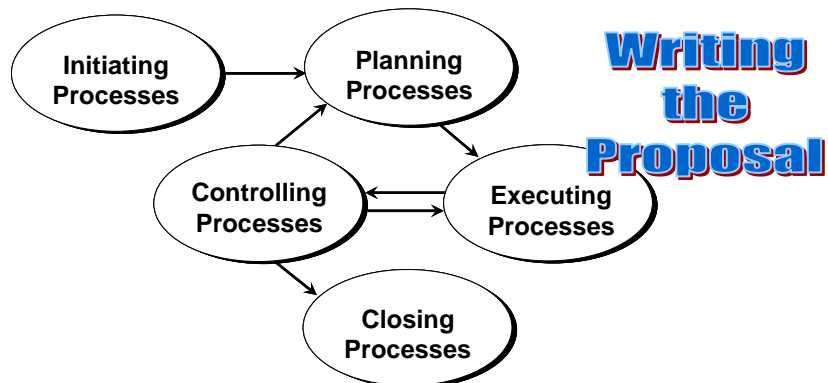 Initiating
Processes
Planning
Processes
Writing
the
Proposal
Controlling
Processes
Executing
Processes
Closing
Processes